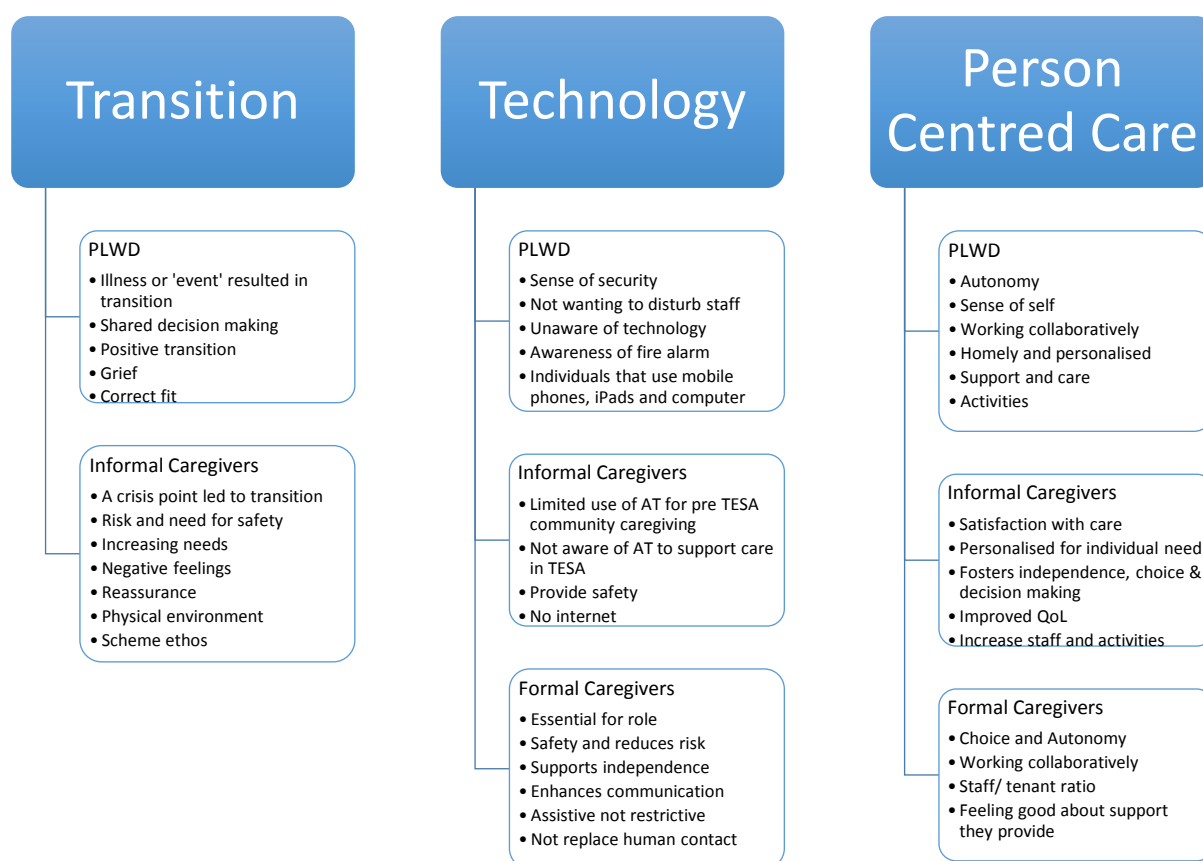 Transition
PLWD
• Illness or 'event' resulted in
transition
• Shared decision making
• Positive transition
• Grief
• Correct fit
Informal Caregivers
• A crisis point led to transition
• Risk and need for safety
• Increasing needs
• Negative feelings
• Reassurance
• Physical environment
• Scheme ethos
Technology
PLWD
• Sense of security
• Not wanting to disturb staff
• Unaware of technology
• Awareness of fire alarm
• Individuals that use mobile
phones, iPads and computer
Informal Caregivers
• Limited use of AT for pre TESA
community caregiving
• Not aware of AT to support care
in TESA
• Provide safety
• No internet
Formal Caregivers
• Essential for role
• Safety and reduces risk
• Supports independence
• Enhances communication
• Assistive not restrictive
• Not replace human contact
Person
Centred Care
PLWD
• Autonomy
• Sense of self
• Working collaboratively
• Homely and personalised
• Support and care
• Activities
Informal Caregivers
• Satisfaction with care
• Personalised for individual need
• Fosters independence, choice &
decision making
• Improved QoL
• Increase staff and activities
Formal Caregivers
• Choice and Autonomy
• Working collaboratively
• Staff/ tenant ratio
• Feeling good about support
they provide